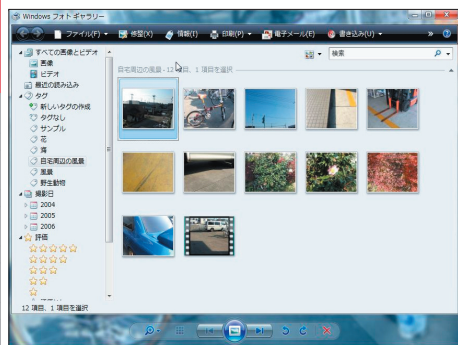 Windows フォト ギャラリー
ファイル(F) 修整(X) 情報(I) 印刷(P) 電子メール(E) 書き込み(U) »
すべての画像とビデオ
画像
ビデオ
最近の読み込み
タグ
新しいタグの作成
タグなし
サンプル
花
海
自宅周辺の風景
風景
野生動物
撮影日
2004
2005
2006
評価
検索
自宅周辺の風景 - 12 項目、1 項目を選択
12 項目、1 項目を選択